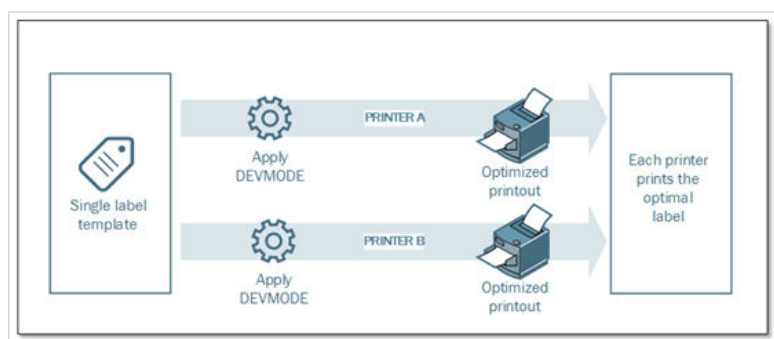 Single label
template
PRINTER A
Apply
DEVMODE
Optimized
printout
PRINTER B
Apply
DEVMODE
Optimized
printout
Each printer
prints the
optimal
label